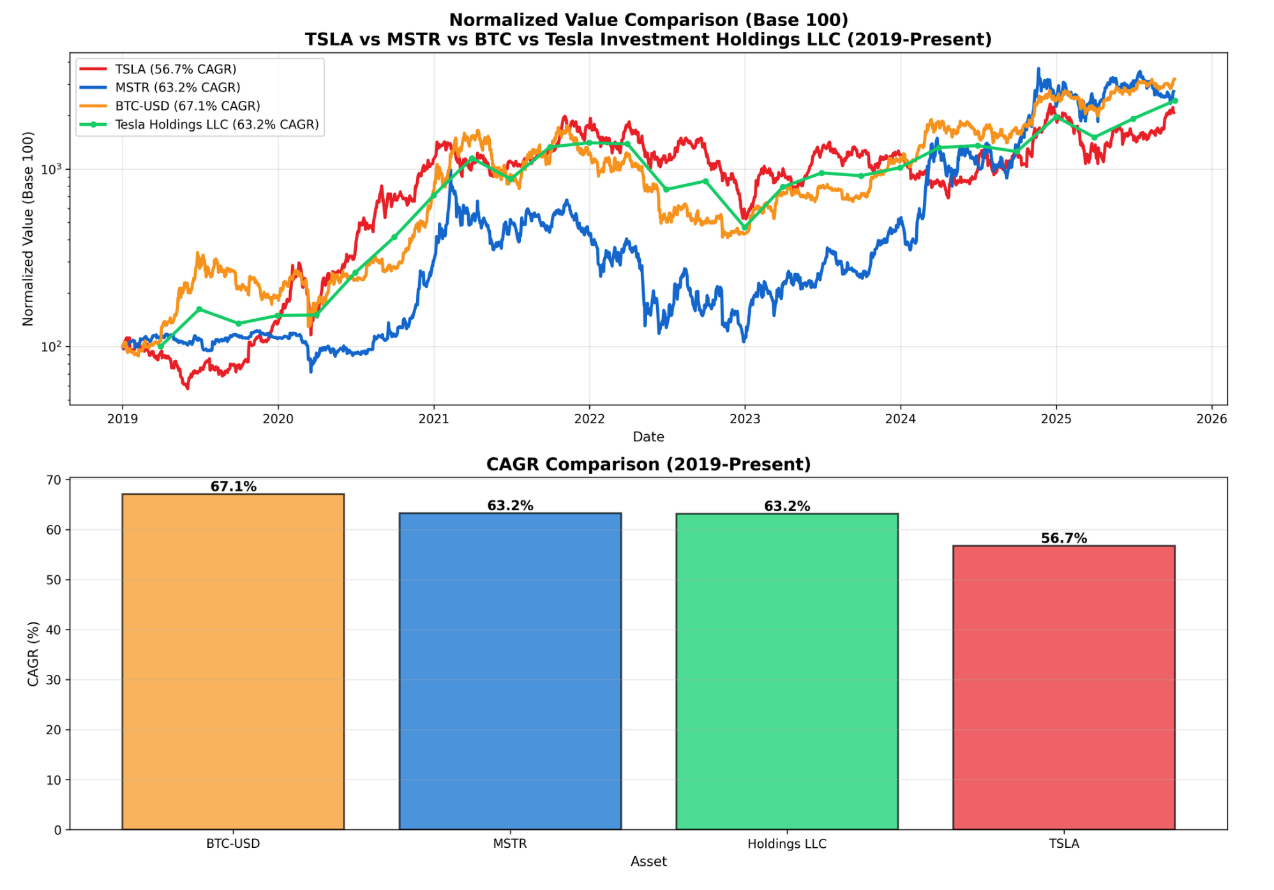 Normalized Value Comparison (Base 100)
TSLA vs MSTR vs BTC vs Tesla Investment Holdings LLC (2019-Present)
TSLA (56.7% CAGR)
MSTR (63.2% CAGR)
BTC-USD (67.1% CAGR)
Tesla Holdings LLC (63.2% CAGR)
Normalized Value (Base 100)
10³
10²
2019 2020 2021 2022 2023 2024 2025 2026
Date
CAGR Comparison (2019-Present)
CAGR (%)
70
60
50
40
30
20
10
0
67.1%
63.2%
63.2%
56.7%
BTC-USD MSTR Holdings LLC TSLA
Asset